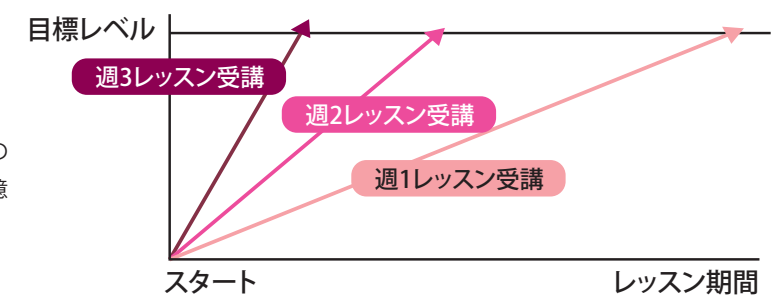 目標レベル
週3レッスン受講
週2レッスン受講
の
週1レッスン受講
憶
スタート
レッスン期間